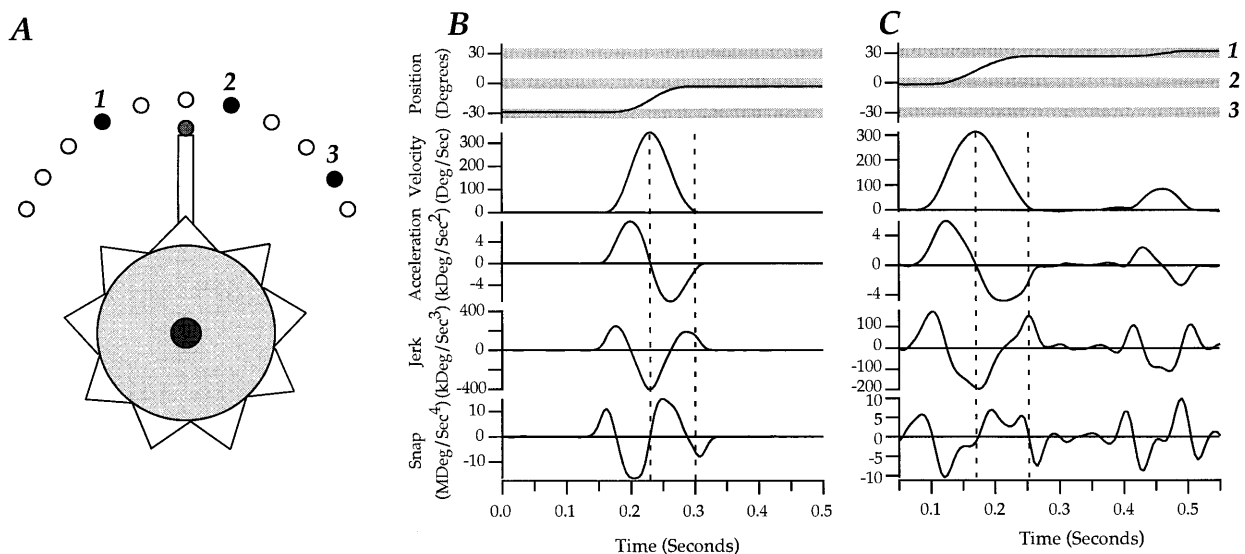 A
1
2
3
B
Position
(Degrees)
30
0
-30
Velocity
(Deg/Sec)
300
200
100
0
Acceleration
(kDeg/Sec²)
4
0
-4
Jerk
(kDeg/Sec³)
400
0
-400
Snap
(MDeg/Sec⁴)
10
0
-10
0.0 0.1 0.2 0.3 0.4 0.5
Time (Seconds)
C
30
0
-30
1
2
3
300
200
100
0
4
0
-4
100
0
-100
-200
10
5
0
-5
-10
0.1 0.2 0.3 0.4 0.5
Time (Seconds)